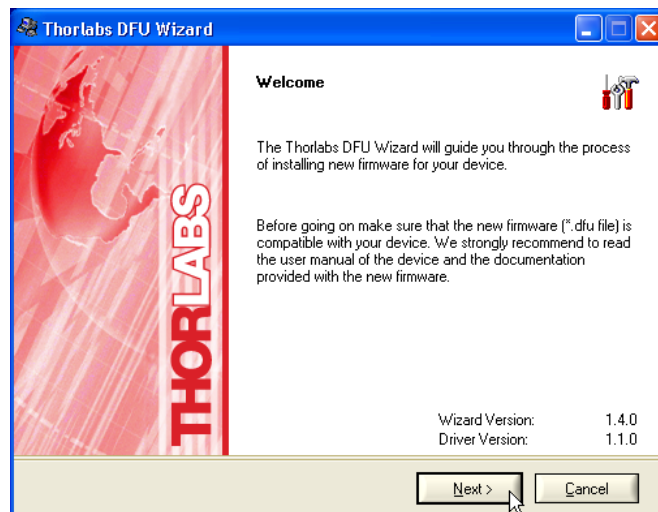 Thorlabs DFU Wizard
THORLABS
Welcome
The Thorlabs DFU Wizard will guide you through the process
of installing new firmware for your device.
Before going on make sure that the new firmware (*.dfu file) is
compatible with your device. We strongly recommend to read
the user manual of the device and the documentation
provided with the new firmware.
Wizard Version: 1.4.0
Driver Version: 1.1.0
Next >
Cancel